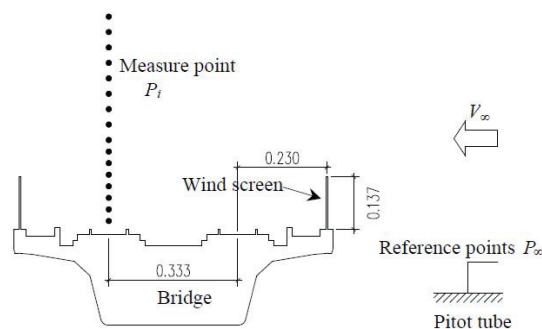 Measure point
P_i
V_∞
0.230
Wind screen
0.137
Reference points P_∞
0.333
Bridge
Pitot tube